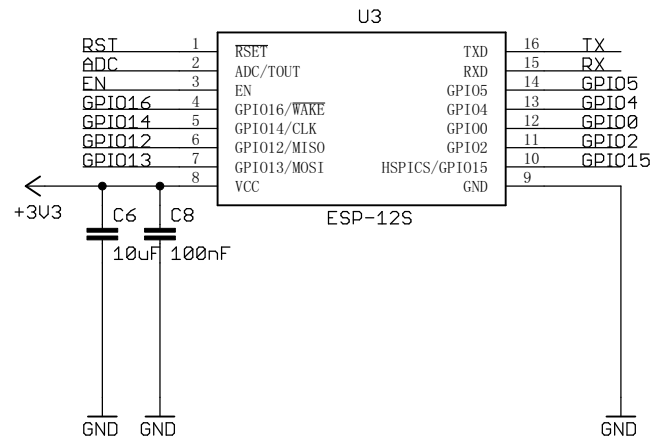 U3
RST 1 RSET TXD 16 TX
ADC 2 ADC/TOUT RXD 15 RX
EN 3 EN GPIO5 14 GPIO5
GPIO16 4 GPIO16/WAKE GPIO4 13 GPIO4
GPIO14 5 GPIO14/CLK GPIO0 12 GPIO0
GPIO12 6 GPIO12/MISO GPIO2 11 GPIO2
GPIO13 7 GPIO13/MOSI HSPICS/GPIO15 10 GPIO15
8 VCC GND 9
+3V3 C6 C8 ESP-12S
10uF 100nF
GND GND GND